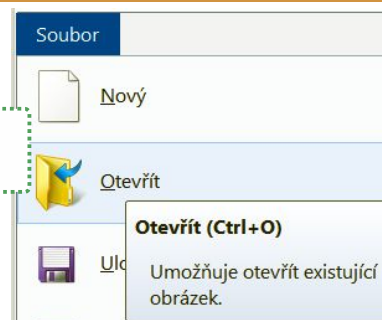 Soubor
Nový
Otevřít
Otevřít (Ctrl+O)
Umožňuje otevřít existující
obrázek.